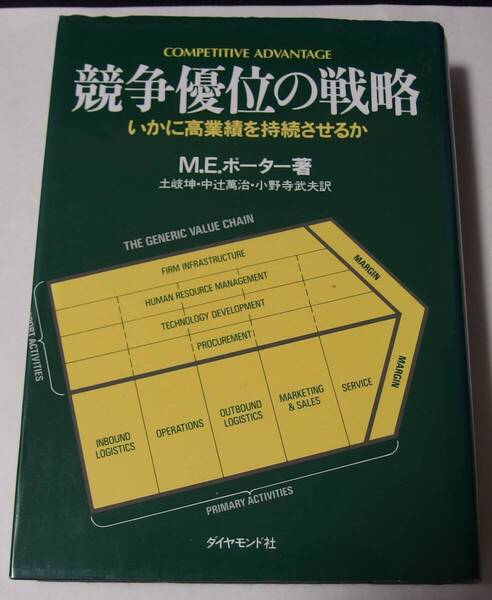 COMPETITIVE ADVANTAGE
競争優位の戦略
いかに高業績を持続させるか
M.E.ポーター著
土岐坤・中辻萬治・小野寺武夫訳
THE GENERIC VALUE CHAIN
FIRM INFRASTRUCTURE
HUMAN RESOURCE MANAGEMENT
TECHNOLOGY DEVELOPMENT
PROCUREMENT
MARGIN
ACTIVITIES
INBOUND
LOGISTICS
OPERATIONS
OUTBOUND
LOGISTICS
MARKETING
& SALES
SERVICE
MARGIN
PRIMARY ACTIVITIES
ダイヤモンド社